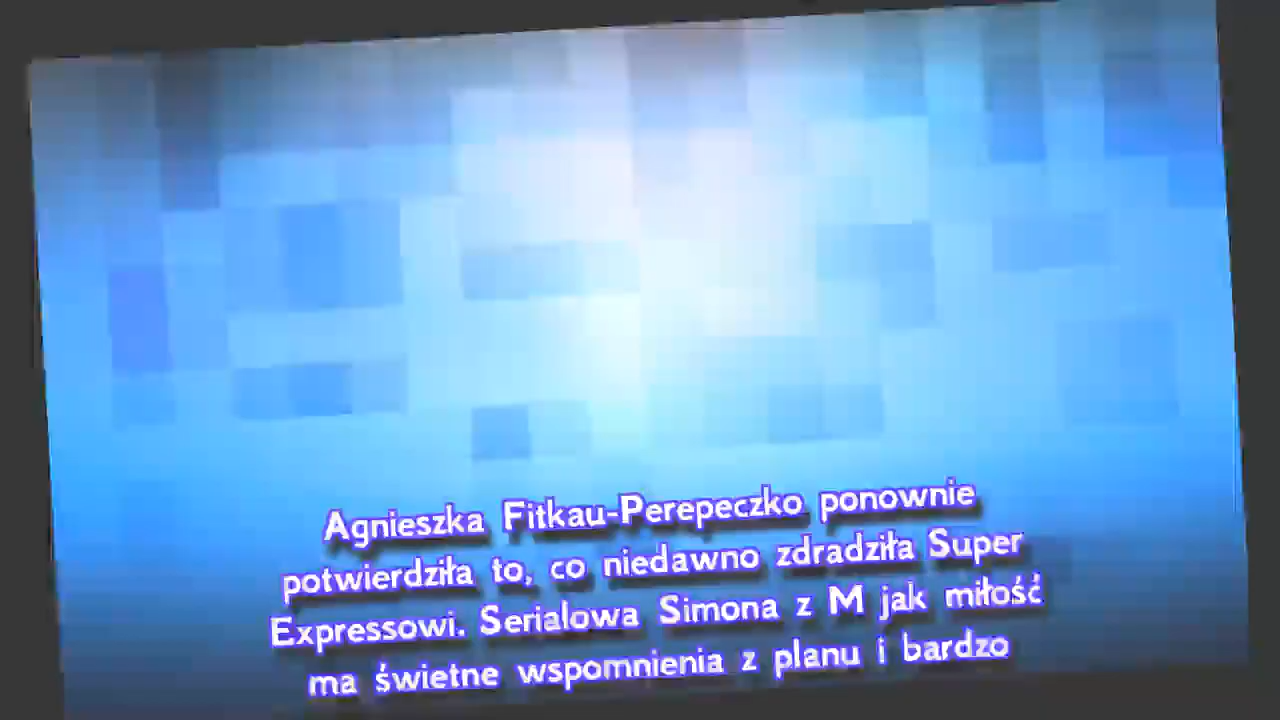 Agnieszka Fitkau-Perepeczko ponownie
potwierdziła to, co niedawno zdradziła Super
Expressowi. Serialowa Simona z M jak miłość
ma świetne wspomnienia z planu i bardzo